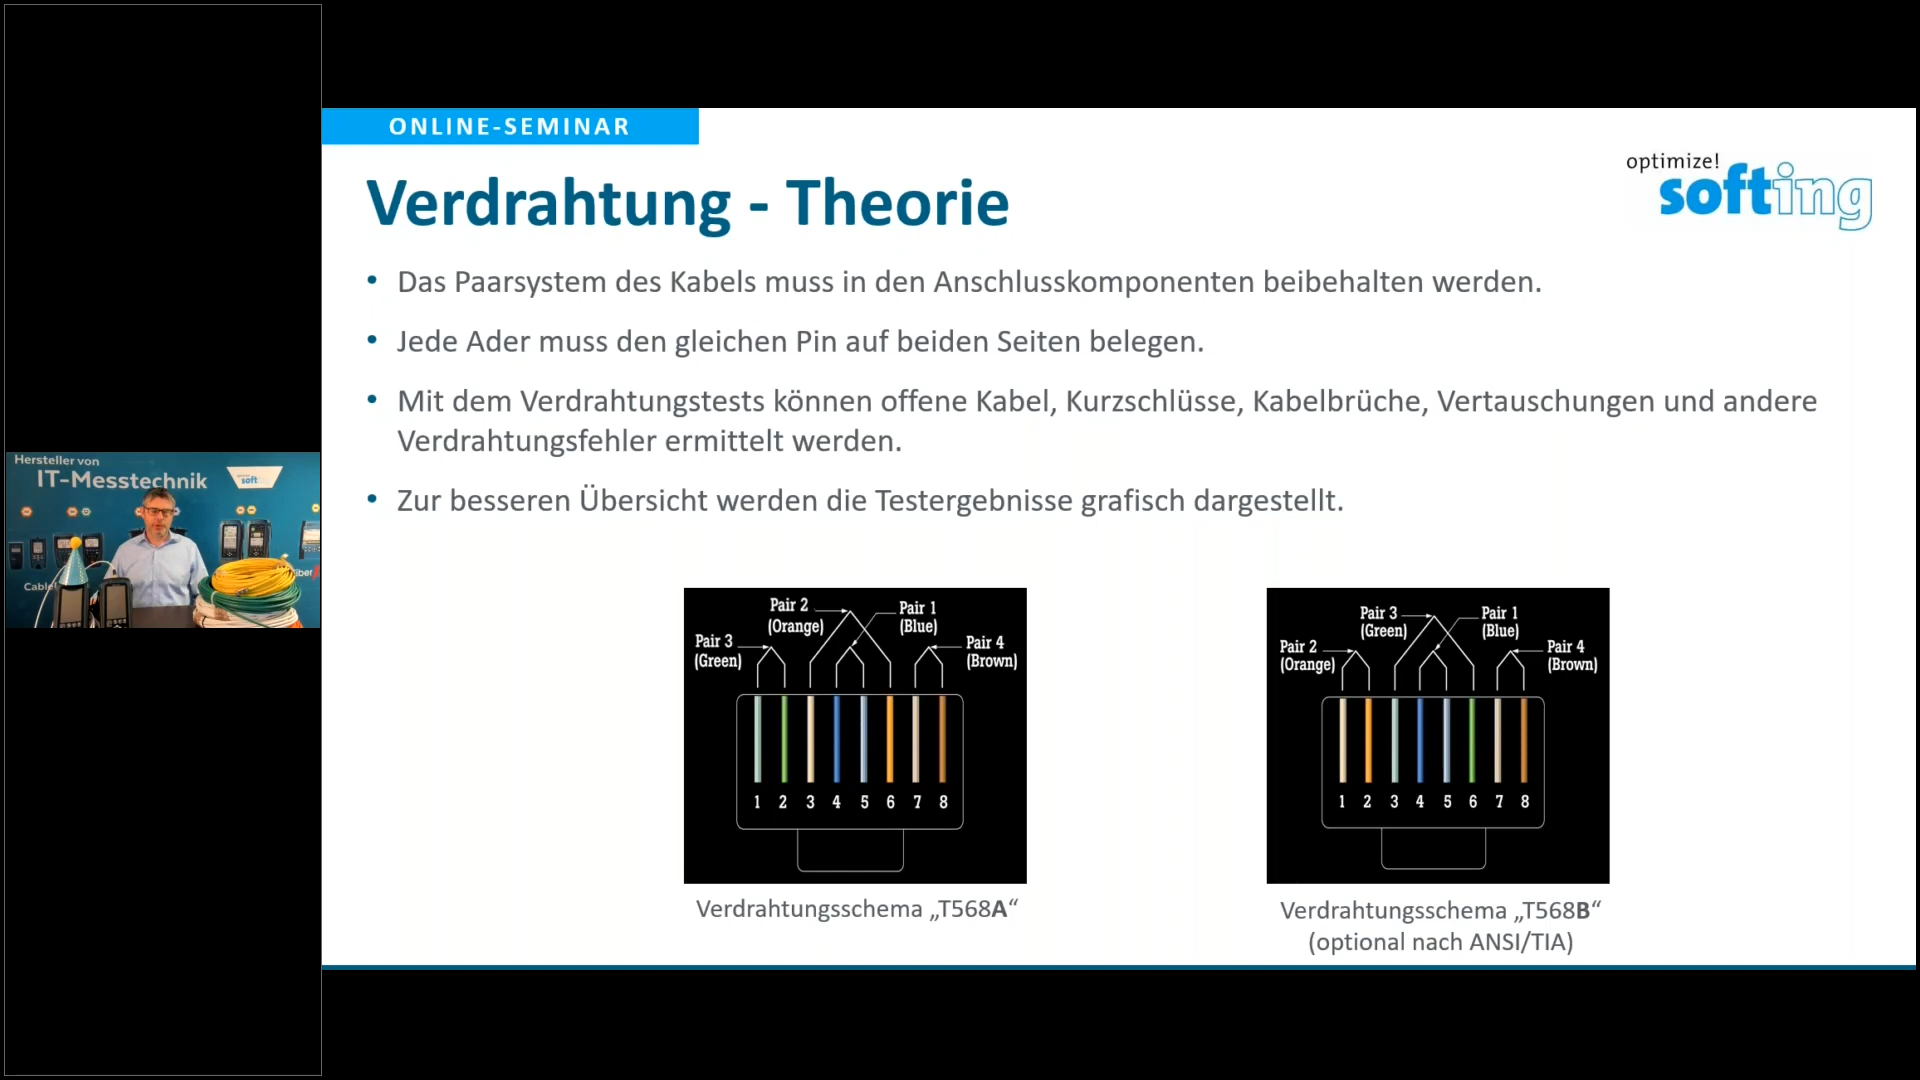 ONLINE-SEMINAR
optimize!
softing
Verdrahtung - Theorie
• Das Paarsystem des Kabels muss in den Anschlusskomponenten beibehalten werden.
• Jede Ader muss den gleichen Pin auf beiden Seiten belegen.
• Mit dem Verdrahtungstests können offene Kabel, Kurzschlüsse, Kabelbrüche, Vertauschungen und andere
Verdrahtungsfehler ermittelt werden.
• Zur besseren Übersicht werden die Testergebnisse grafisch dargestellt.
Hersteller von
IT-Messtechnik
soft
Cable
Pair 2
(Orange)
Pair 1
(Blue)
Pair 3
(Green)
Pair 4
(Brown)
1 2 3 4 5 6 7 8
Verdrahtungsschema „T568A“
Pair 3
(Green)
Pair 1
(Blue)
Pair 2
(Orange)
Pair 4
(Brown)
1 2 3 4 5 6 7 8
Verdrahtungsschema „T568B“
(optional nach ANSI/TIA)